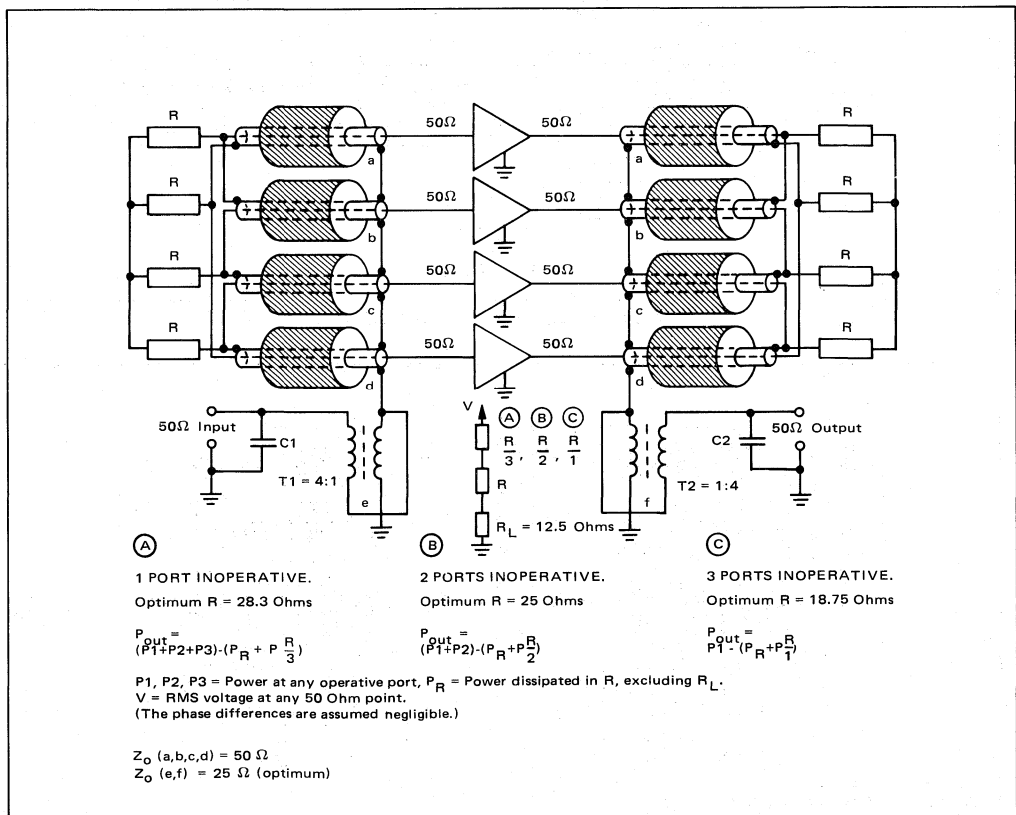 R
R
R
R
a
b
c
d
50Ω
50Ω
50Ω
50Ω
50Ω
50Ω
50Ω
50Ω
a
b
c
d
R
R
R
R
50Ω Input
C1
T1 = 4:1
e
V
A B C
R/3, R/2, R/1
R
R_L = 12.5 Ohms
f
T2 = 1:4
C2
50Ω Output
A
1 PORT INOPERATIVE.
Optimum R = 28.3 Ohms
P_out =
(P1+P2+P3)-(P_R + P R/3)
B
2 PORTS INOPERATIVE.
Optimum R = 25 Ohms
P_out =
(P1+P2)-(P_R+P R/2)
C
3 PORTS INOPERATIVE.
Optimum R = 18.75 Ohms
P_out =
P1 - (P_R+P R/1)
P1, P2, P3 = Power at any operative port, P_R = Power dissipated in R, excluding R_L.
V = RMS voltage at any 50 Ohm point.
(The phase differences are assumed negligible.)
Z_o (a,b,c,d) = 50 Ω
Z_o (e,f) = 25 Ω (optimum)